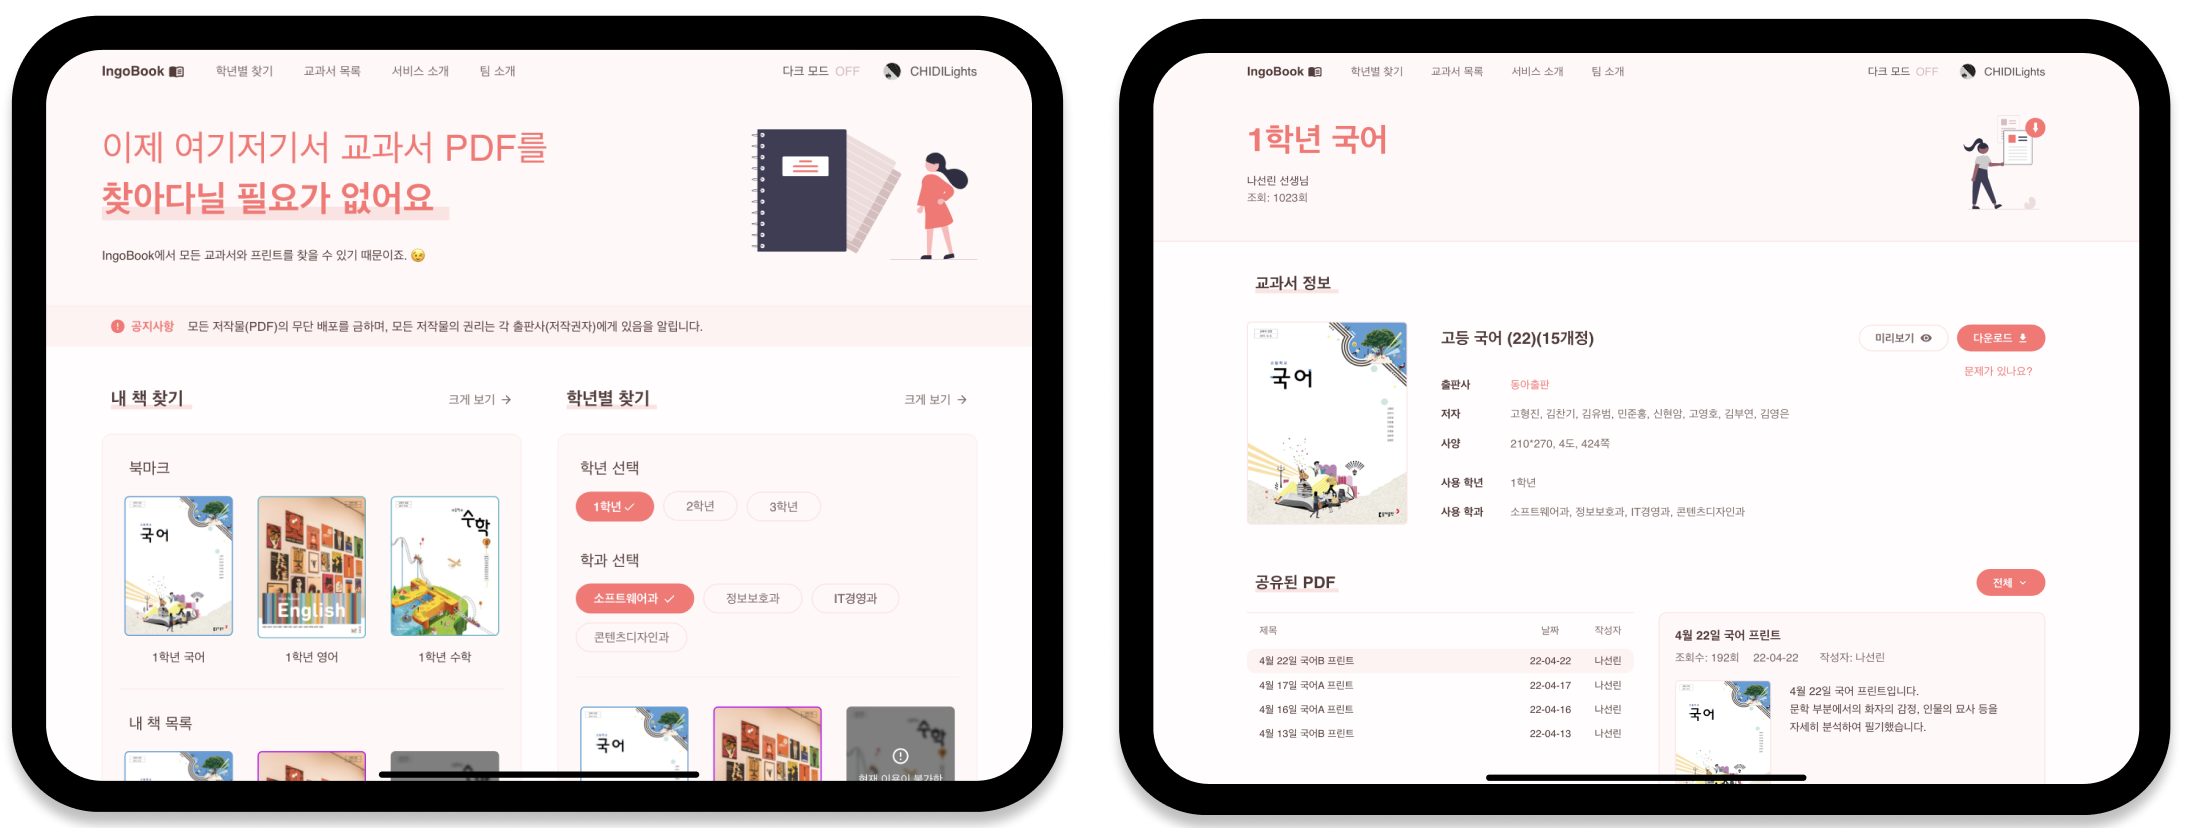 IngoBook 학년별 찾기 교과서 목록 서비스 소개 팀 소개 다크 모드 OFF CHIDILights
이제 여기저기서 교과서 PDF를
찾아다닐 필요가 없어요
IngoBook에서 모든 교과서와 프린트를 찾을 수 있기 때문이죠. 😉
공지사항 모든 저작물(PDF)의 무단 배포를 금하며, 모든 저작물의 권리는 각 출판사(저작권자)에게 있음을 알립니다.
내 책 찾기 크게 보기 →
북마크
국어
English
수학
1학년 국어 1학년 영어 1학년 수학
내 책 목록
학년별 찾기 크게 보기 →
학년 선택
1학년 ✓ 2학년 3학년
학과 선택
소프트웨어과 ✓ 정보보호과 IT경영과
콘텐츠디자인과
국어
수학
현재 이용이 불가한
IngoBook 학년별 찾기 교과서 목록 서비스 소개 팀 소개 다크 모드 OFF CHIDILights
1학년 국어
나선린 선생님
조회: 1023회
교과서 정보
국어
고등 국어 (22)(15개정) 미리보기 다운로드
문제가 있나요?
출판사 동아출판
저자 고형진, 김찬기, 김유범, 민준홍, 신현암, 고영호, 김부연, 김영은
사양 210*270, 4도, 424쪽
사용 학년 1학년
사용 학과 소프트웨어과, 정보보호과, IT경영과, 콘텐츠디자인과
공유된 PDF 전체
제목 날짜 작성자
4월 22일 국어B 프린트 22-04-22 나선린
4월 17일 국어A 프린트 22-04-17 나선린
4월 16일 국어A 프린트 22-04-16 나선린
4월 13일 국어B 프린트 22-04-13 나선린
4월 22일 국어 프린트
조회수: 192회 22-04-22 작성자: 나선린
국어
4월 22일 국어 프린트입니다.
문학 부분에서의 화자의 감정, 인물의 묘사 등을
자세히 분석하여 필기했습니다.